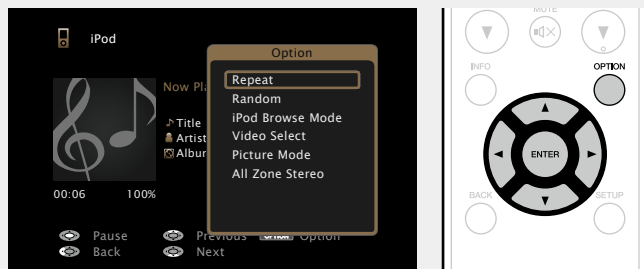 iPod
Option
Repeat
Random
iPod Browse Mode
Video Select
Picture Mode
All Zone Stereo
Now Pla
Title
Artist
Albur
00:06 100%
Pause
Previous
OPTION Option
Back
Next
MUTE
INFO
OPTION
ENTER
BACK
SETUP